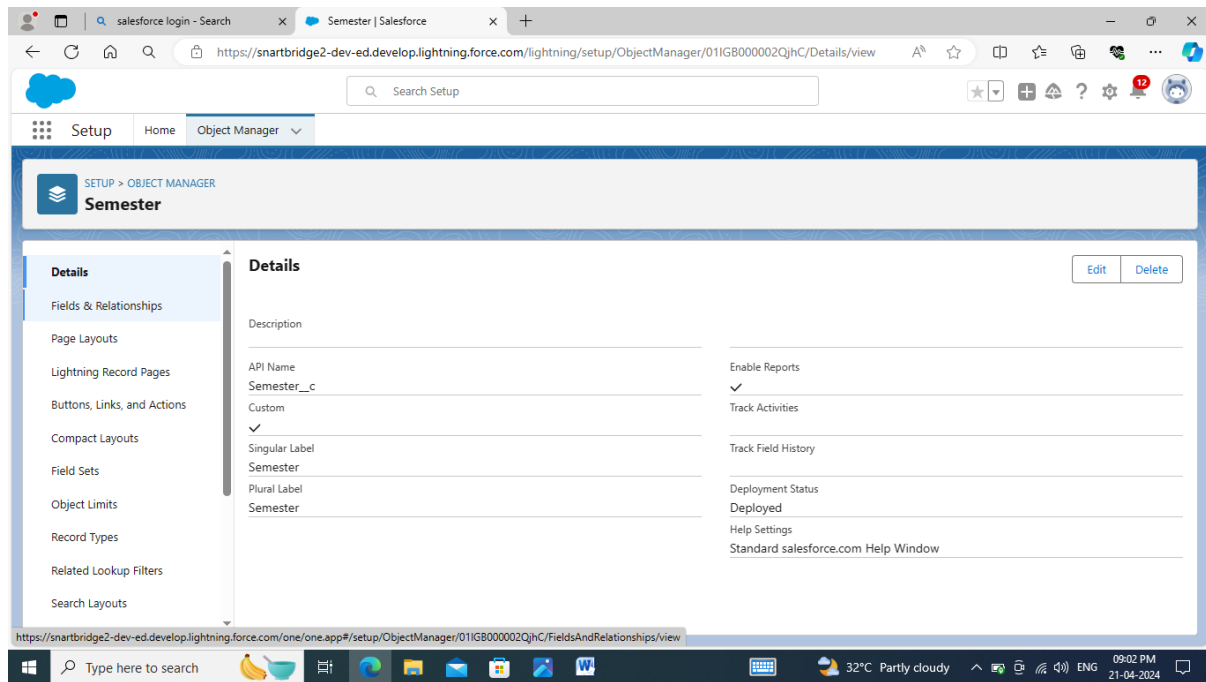 salesforce login - Search
Semester | Salesforce
https://snartbridge2-dev-ed.develop.lightning.force.com/lightning/setup/ObjectManager/01IGB000002QjhC/Details/view
Search Setup
12
Setup Home Object Manager
SETUP > OBJECT MANAGER
Semester
Details
Fields & Relationships
Page Layouts
Lightning Record Pages
Buttons, Links, and Actions
Compact Layouts
Field Sets
Object Limits
Record Types
Related Lookup Filters
Search Layouts
Details
Edit Delete
Description
API Name
Semester__c
Custom
Singular Label
Semester
Plural Label
Semester
Enable Reports
Track Activities
Track Field History
Deployment Status
Deployed
Help Settings
Standard salesforce.com Help Window
https://snartbridge2-dev-ed.develop.lightning.force.com/one/one.app#/setup/ObjectManager/01IGB000002QjhC/FieldsAndRelationships/view
Type here to search
32°C Partly cloudy
ENG
09:02 PM
21-04-2024